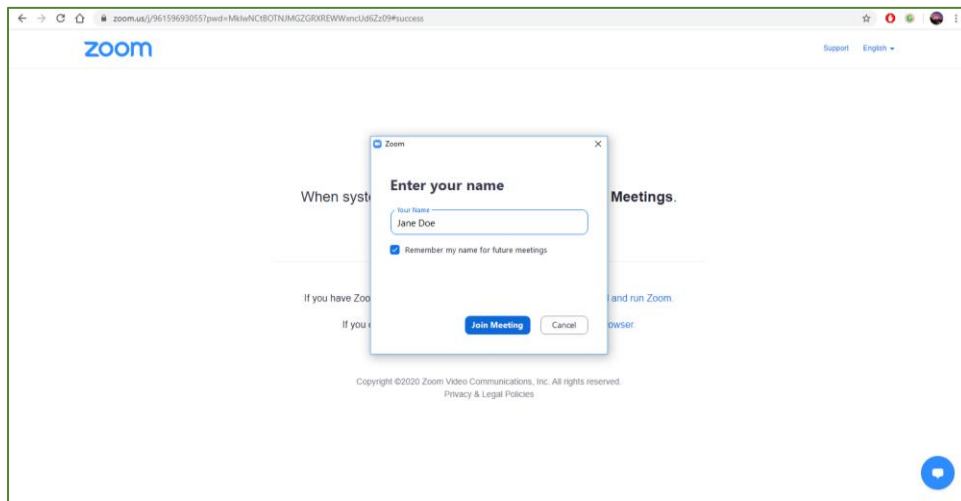 zoom.us/j/96159693055?pwd=MklwNCtBOTNJMGZGRXREWWxncUd6Zz09#success
zoom
Support English
Zoom
Enter your name
When syst Meetings.
Your Name
Jane Doe
Remember my name for future meetings
If you have Zoo and run Zoom.
If you Join Meeting Cancel owser.
Copyright ©2020 Zoom Video Communications, Inc. All rights reserved.
Privacy & Legal Policies